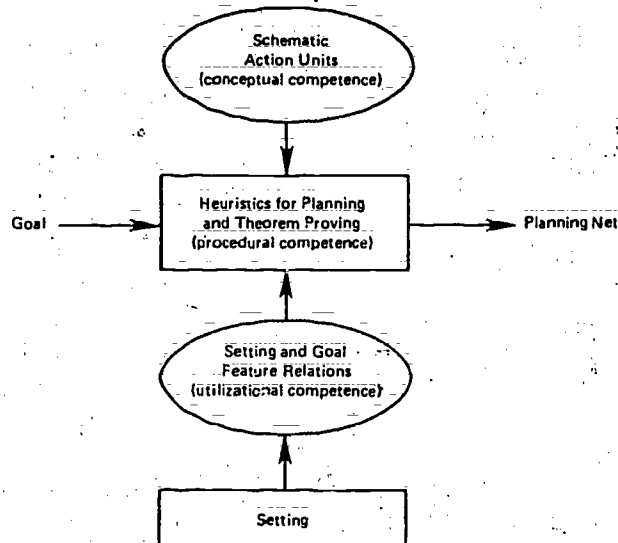 Schematic
Action Units
(conceptual competence)
Goal
Heuristics for Planning
and Theorem Proving
(procedural competence)
Planning Net
Setting and Goal
Feature Relations
(utilizational competence)
Setting